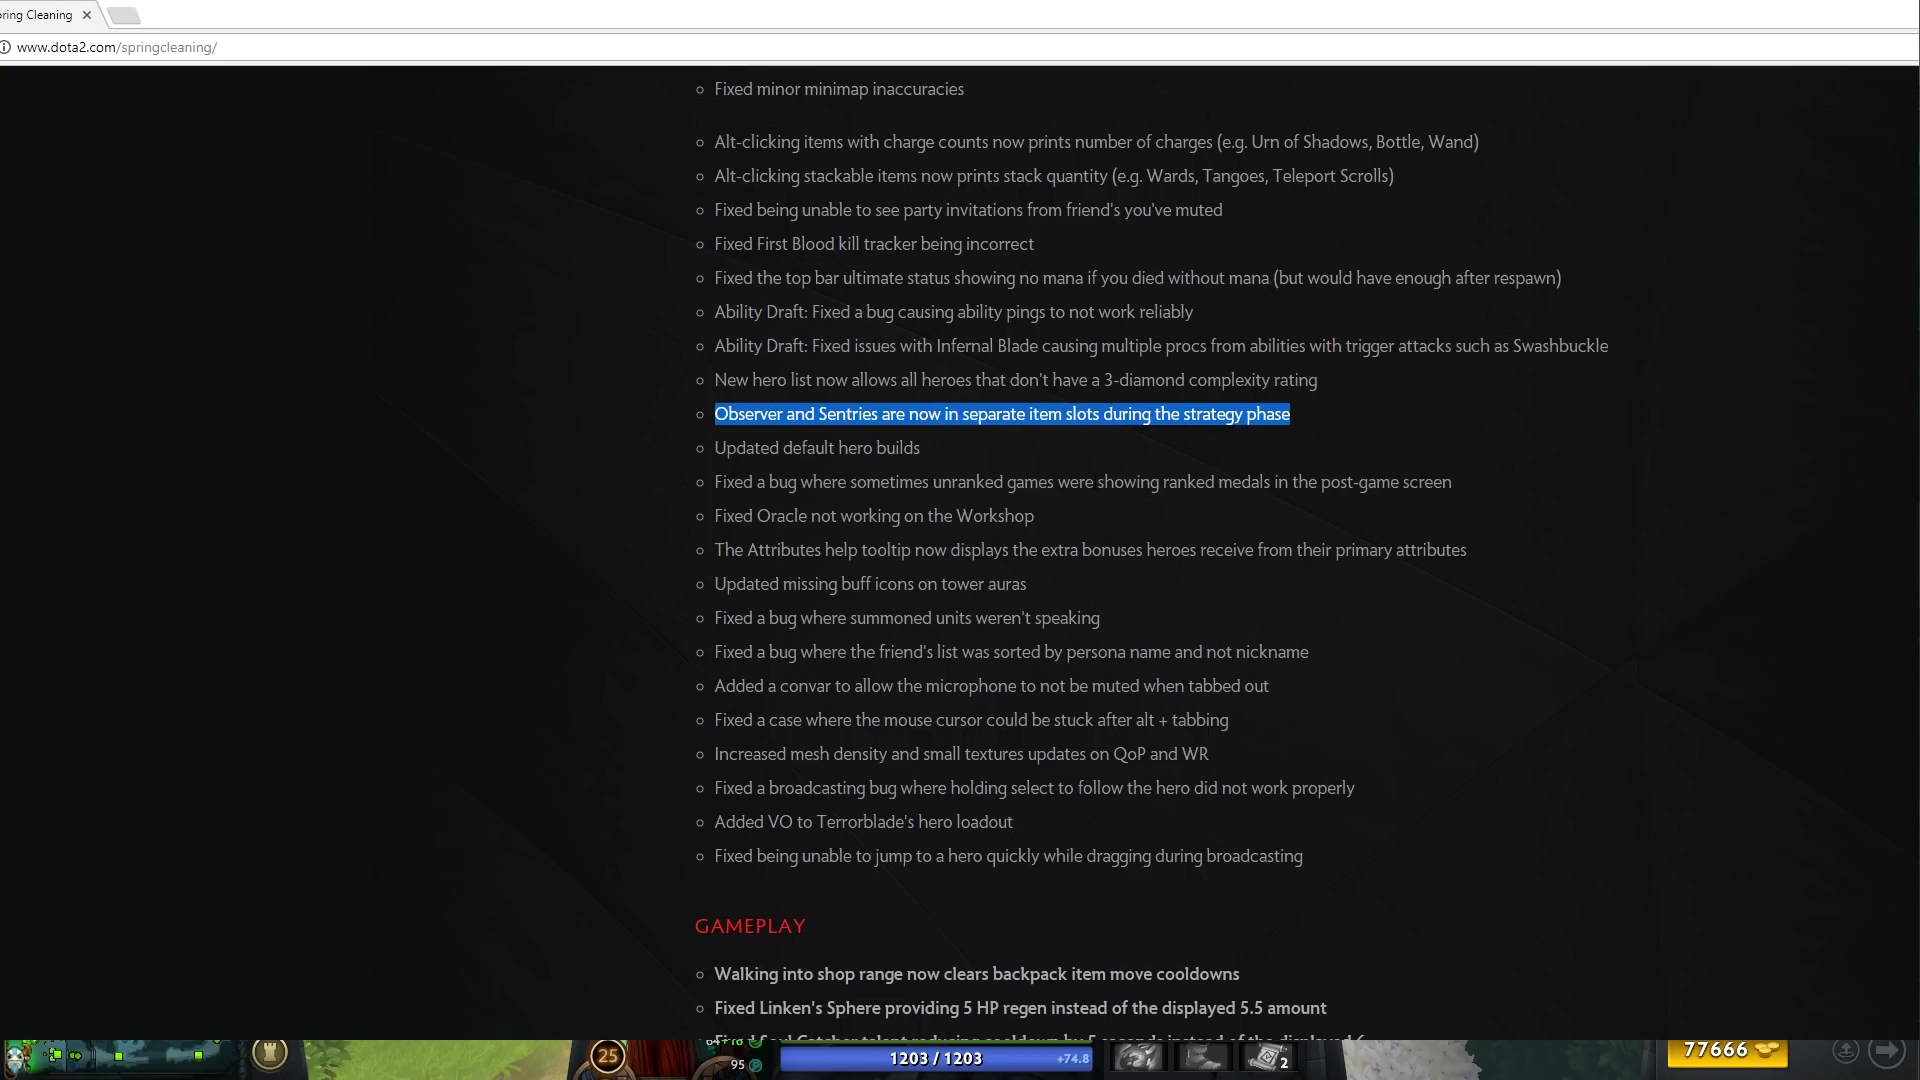 oring Cleaning
www.dota2.com/springcleaning/
Fixed minor minimap inaccuracies
Alt-clicking items with charge counts now prints number of charges (e.g. Urn of Shadows, Bottle, Wand)
Alt-clicking stackable items now prints stack quantity (e.g. Wards, Tangoes, Teleport Scrolls)
Fixed being unable to see party invitations from friend's you've muted
Fixed First Blood kill tracker being incorrect
Fixed the top bar ultimate status showing no mana if you died without mana (but would have enough after respawn)
Ability Draft: Fixed a bug causing ability pings to not work reliably
Ability Draft: Fixed issues with Infernal Blade causing multiple procs from abilities with trigger attacks such as Swashbuckle
New hero list now allows all heroes that don't have a 3-diamond complexity rating
Observer and Sentries are now in separate item slots during the strategy phase
Updated default hero builds
Fixed a bug where sometimes unranked games were showing ranked medals in the post-game screen
Fixed Oracle not working on the Workshop
The Attributes help tooltip now displays the extra bonuses heroes receive from their primary attributes
Updated missing buff icons on tower auras
Fixed a bug where summoned units weren't speaking
Fixed a bug where the friend's list was sorted by persona name and not nickname
Added a convar to allow the microphone to not be muted when tabbed out
Fixed a case where the mouse cursor could be stuck after alt + tabbing
Increased mesh density and small textures updates on QoP and WR
Fixed a broadcasting bug where holding select to follow the hero did not work properly
Added VO to Terrorblade's hero loadout
Fixed being unable to jump to a hero quickly while dragging during broadcasting
GAMEPLAY
Walking into shop range now clears backpack item move cooldowns
Fixed Linken's Sphere providing 5 HP regen instead of the displayed 5.5 amount
Fixed Soul Catcher talent reducing cooldown by 5 seconds instead of the displayed 6
25
95
1203 / 1203
+74.8
2
77666